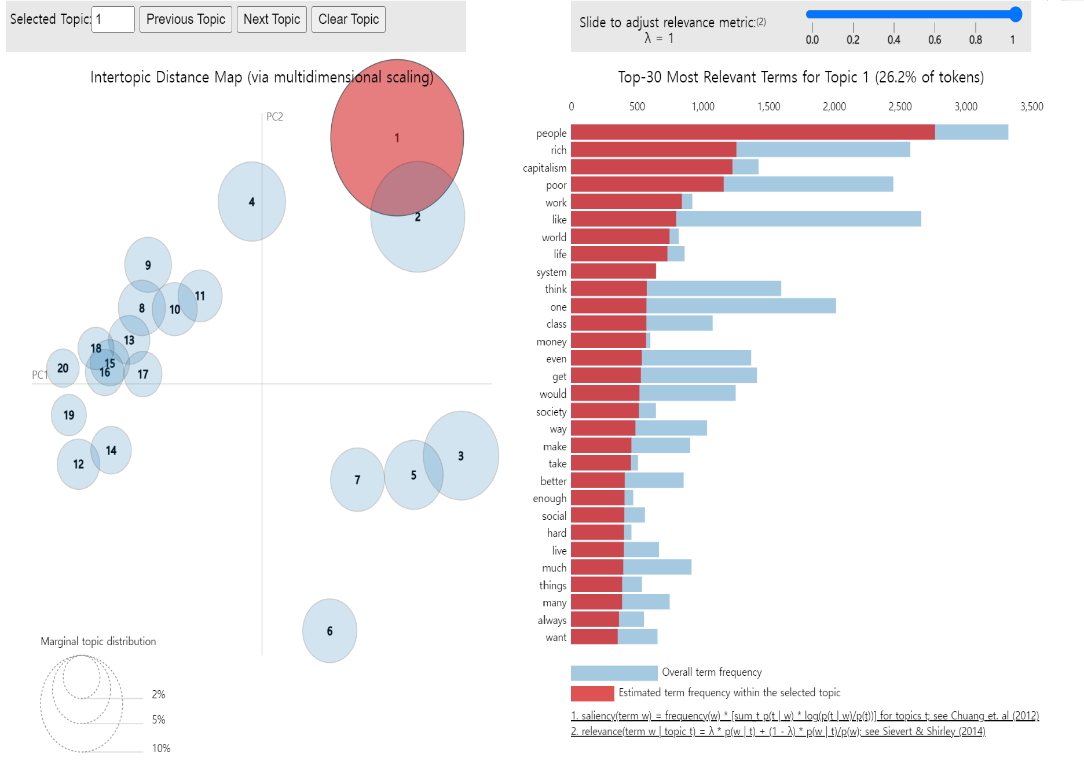 Selected Topic: 1 Previous Topic Next Topic Clear Topic
Slide to adjust relevance metric:(2)
λ = 1
0.0 0.2 0.4 0.6 0.8 1
Intertopic Distance Map (via multidimensional scaling)
PC2
PC1
1
2
4
9
11
8
10
13
18
15
16
20
17
19
14
12
3
5
7
6
Marginal topic distribution
2%
5%
10%
Top-30 Most Relevant Terms for Topic 1 (26.2% of tokens)
0 500 1,000 1,500 2,000 2,500 3,000 3,500
people
rich
capitalism
poor
work
like
world
life
system
think
one
class
money
even
get
would
society
way
make
take
better
enough
social
hard
live
much
things
many
always
want
Overall term frequency
Estimated term frequency within the selected topic
1. saliency(term w) = frequency(w) * [sum_t p(t | w) * log(p(t | w)/p(t))] for topics t; see Chuang et. al (2012)
2. relevance(term w | topic t) = λ * p(w | t) + (1 - λ) * p(w | t)/p(w); see Sievert & Shirley (2014)